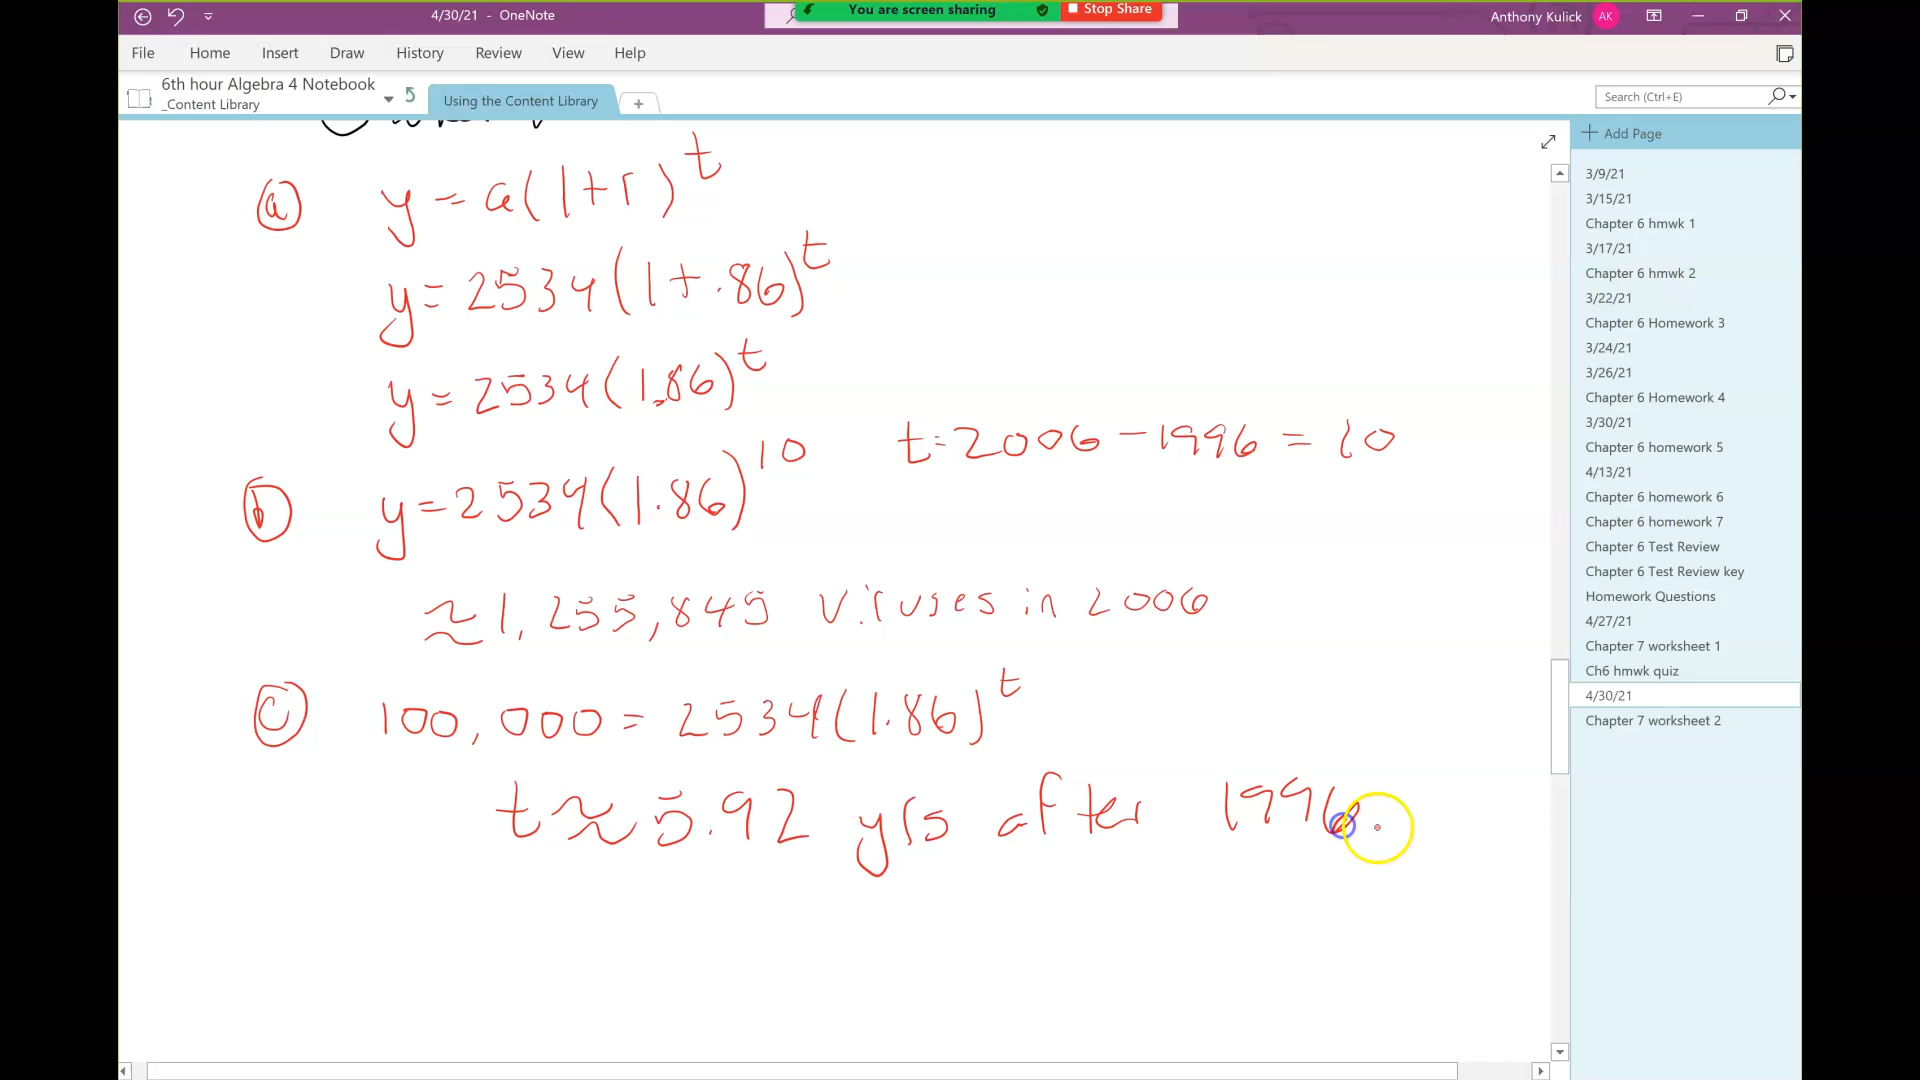 4/30/21 - OneNote
You are screen sharing
Stop Share
Anthony Kulick
AK
File Home Insert Draw History Review View Help
6th hour Algebra 4 Notebook
_Content Library
Using the Content Library
Search (Ctrl+E)
Add Page
3/9/21
3/15/21
Chapter 6 hmwk 1
3/17/21
Chapter 6 hmwk 2
3/22/21
Chapter 6 Homework 3
3/24/21
3/26/21
Chapter 6 Homework 4
3/30/21
Chapter 6 homework 5
4/13/21
Chapter 6 homework 6
Chapter 6 homework 7
Chapter 6 Test Review
Chapter 6 Test Review key
Homework Questions
4/27/21
Chapter 7 worksheet 1
Ch6 hmwk quiz
4/30/21
Chapter 7 worksheet 2
a y = a(1+r)^t
y = 2534(1+.86)^t
y = 2534(1.86)^t
b y = 2534(1.86)^10 t = 2006 - 1996 = 10
≈ 1,255,845 viruses in 2006
c 100,000 = 2534(1.86)^t
t ≈ 5.92 yrs after 1996